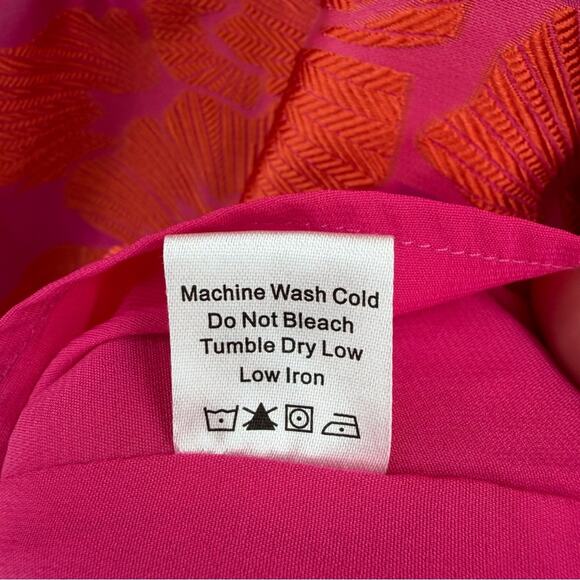 Machine Wash Cold
Do Not Bleach
Tumble Dry Low
Low Iron